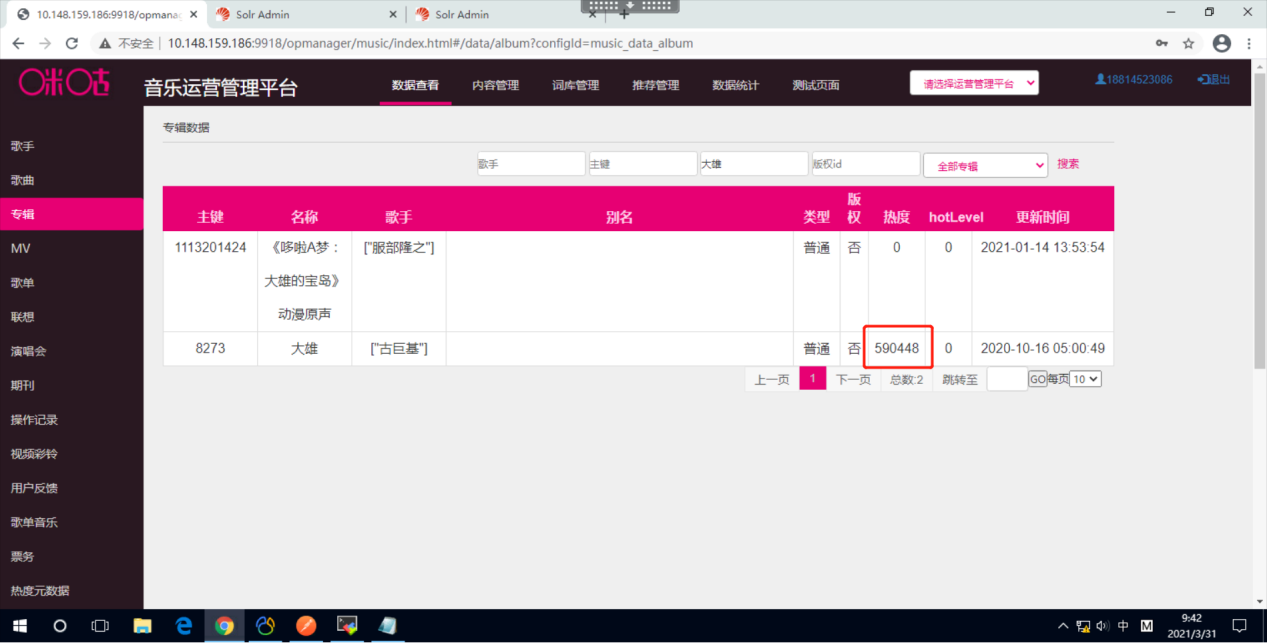 10.148.159.186:9918/opmanag
Solr Admin
Solr Admin
不安全 10.148.159.186:9918/opmanager/music/index.html#/data/album?configId=music_data_album
咪咕 音乐运营管理平台 数据查看 内容管理 词库管理 推荐管理 数据统计 测试页面 请选择运营管理平台 18814523086 退出
歌手
歌曲
专辑
MV
歌单
联想
演唱会
期刊
操作记录
视频彩铃
用户反馈
歌单音乐
票务
热度元数据
专辑数据
歌手 主键 大雄 版权id 全部专辑 搜索
主键 名称 歌手 别名 类型 版权 热度 hotLevel 更新时间
1113201424 《哆啦A梦： ["服部隆之"] 普通 否 0 0 2021-01-14 13:53:54
大雄的宝岛》
动漫原声
8273 大雄 ["古巨基"] 普通 否 590448 0 2020-10-16 05:00:49
上一页 1 下一页 总数:2 跳转至 GO 每页 10
中 M 9:42
2021/3/31